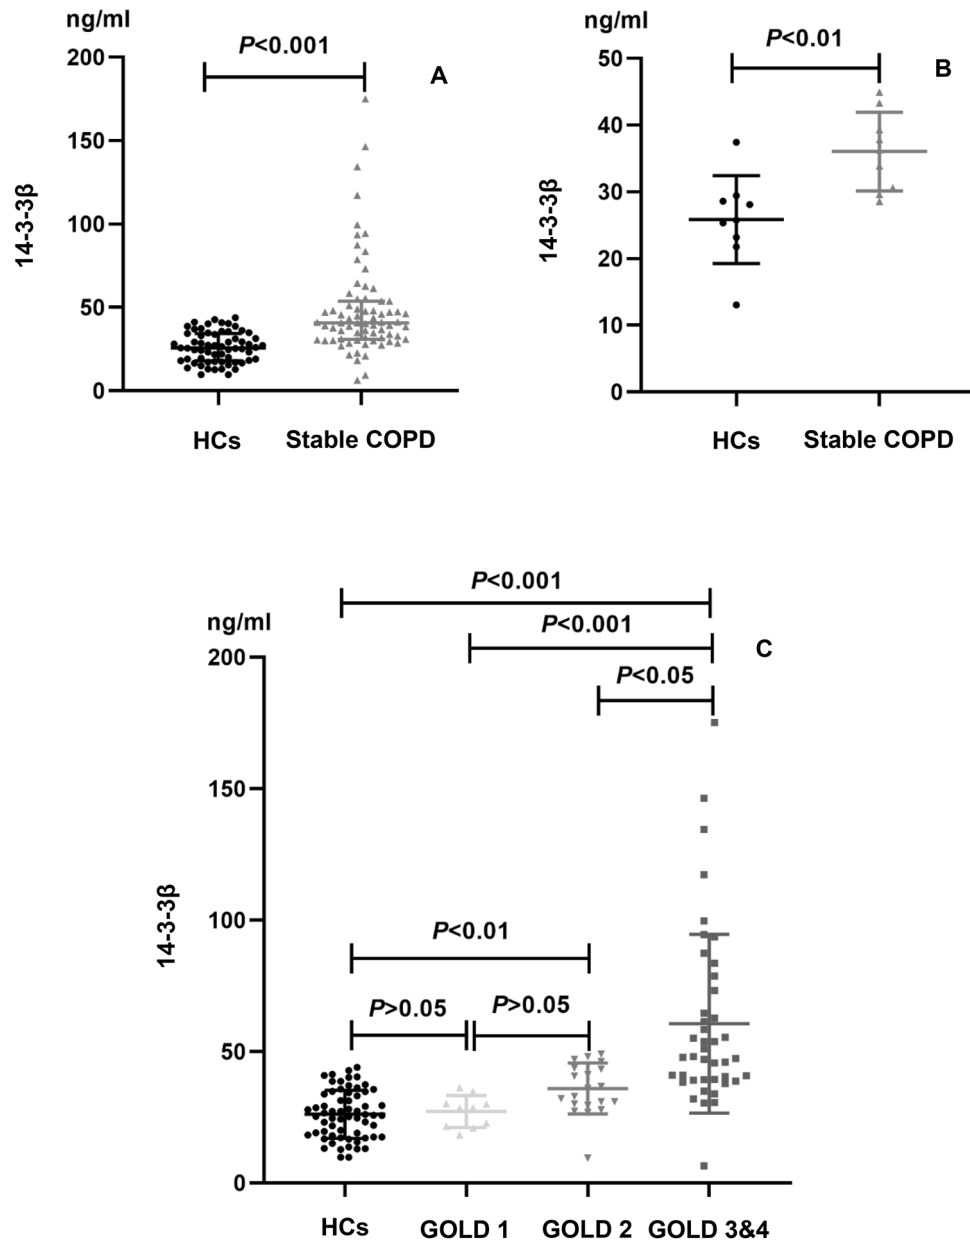 ng/ml
P<0.001
A
200
150
100
50
0
14-3-3β
HCs
Stable COPD
ng/ml
P<0.01
B
50
40
30
20
10
0
14-3-3β
HCs
Stable COPD
P<0.001
ng/ml
P<0.001
C
P<0.05
200
150
100
50
0
14-3-3β
P<0.01
P>0.05
P>0.05
HCs
GOLD 1
GOLD 2
GOLD 3&4